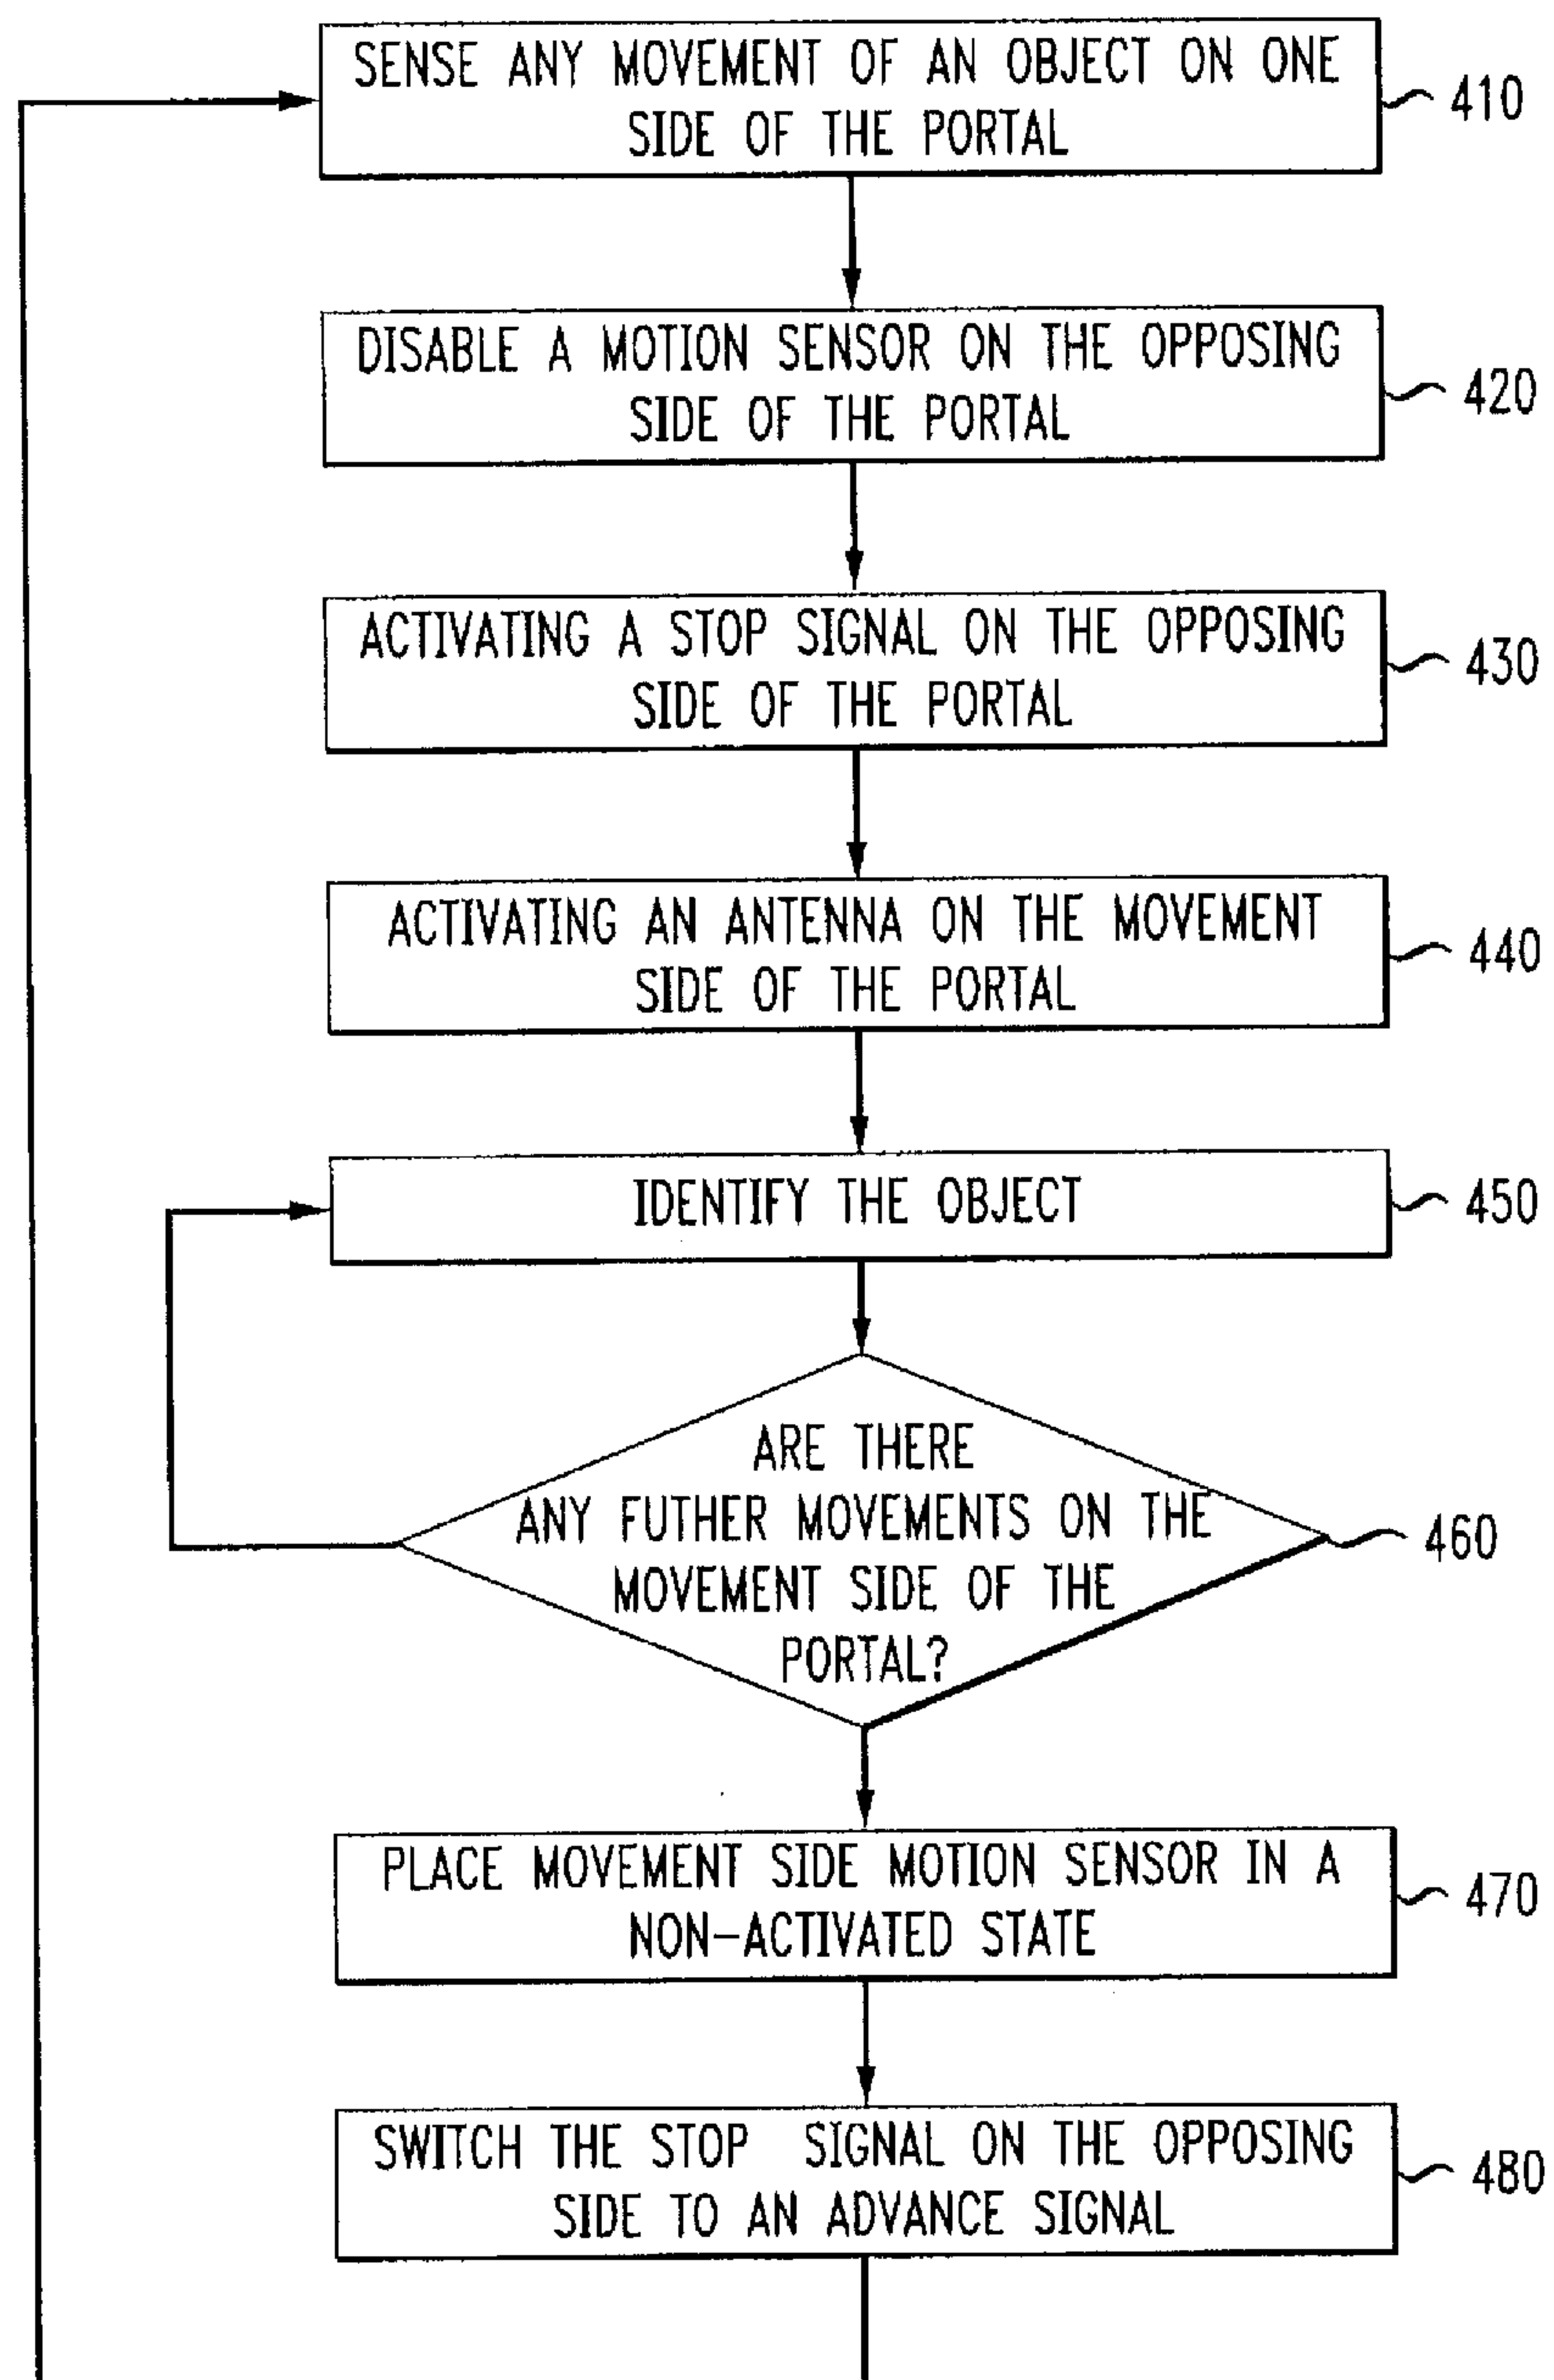 SENSE ANY MOVEMENT OF AN OBJECT ON ONE
SIDE OF THE PORTAL
410
DISABLE A MOTION SENSOR ON THE OPPOSING
SIDE OF THE PORTAL
420
ACTIVATING A STOP SIGNAL ON THE OPPOSING
SIDE OF THE PORTAL
430
ACTIVATING AN ANTENNA ON THE MOVEMENT
SIDE OF THE PORTAL
440
IDENTIFY THE OBJECT
450
ARE THERE
ANY FUTHER MOVEMENTS ON THE
MOVEMENT SIDE OF THE
PORTAL?
460
PLACE MOVEMENT SIDE MOTION SENSOR IN A
NON-ACTIVATED STATE
470
SWITCH THE STOP SIGNAL ON THE OPPOSING
SIDE TO AN ADVANCE SIGNAL
480